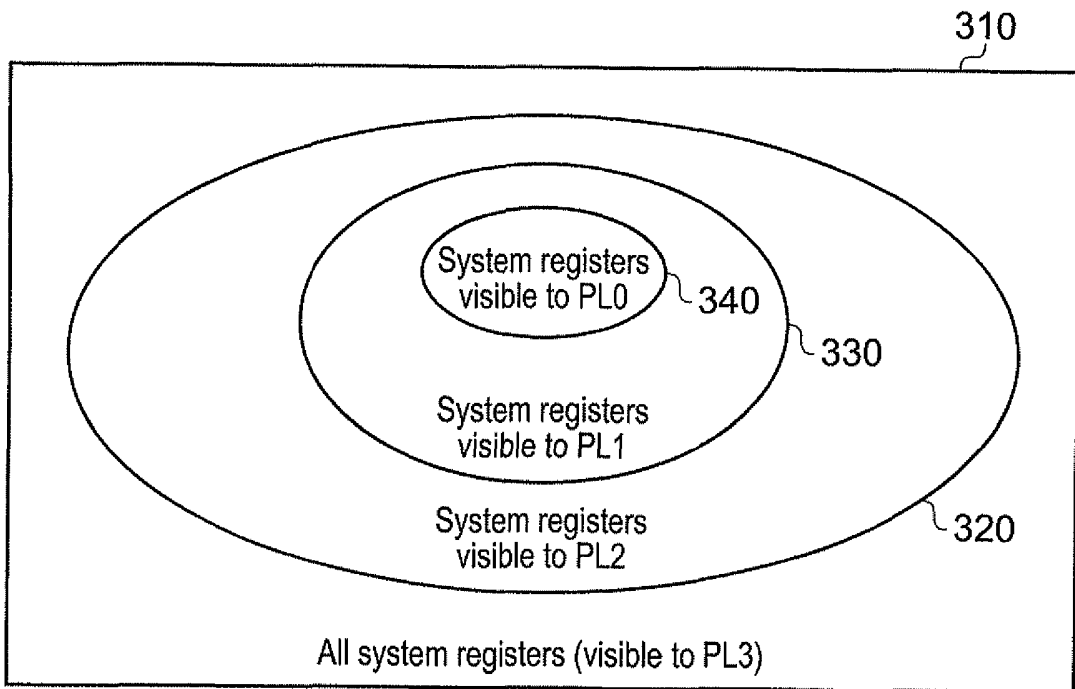 310
System registers
visible to PL0
340
330
System registers
visible to PL1
System registers
visible to PL2
320
All system registers (visible to PL3)